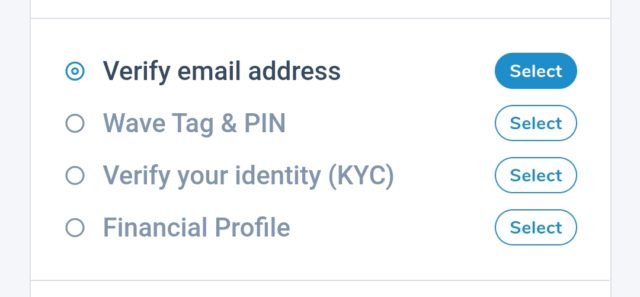 Verify email address Select
Wave Tag & PIN Select
Verify your identity (KYC) Select
Financial Profile Select